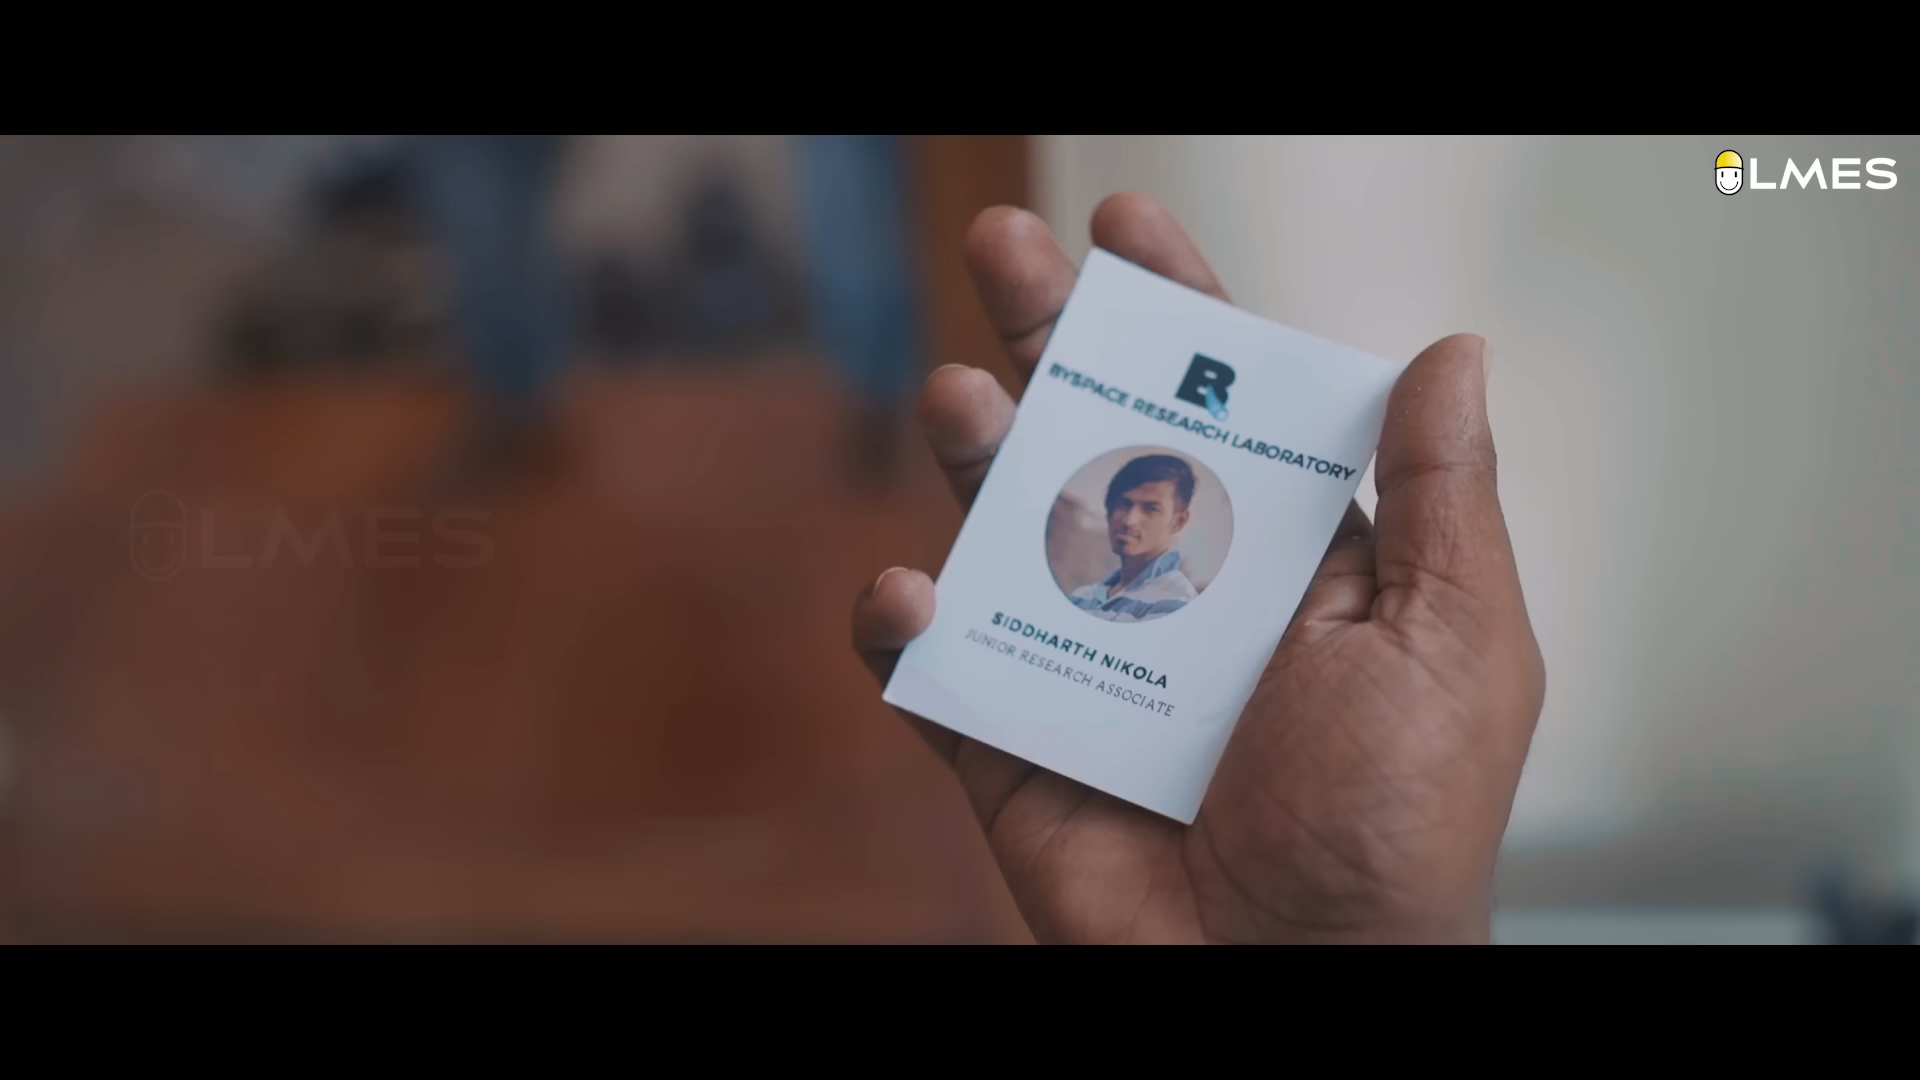 LMES
B
BYSPACE RESEARCH LABORATORY
SIDDHARTH NIKOLA
JUNIOR RESEARCH ASSOCIATE
LMES